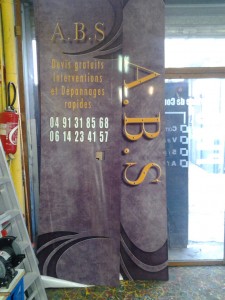 A.B.S
Devis gratuits
Interventions
et Dépannages
rapides
04 91 31 85 68
06 14 23 41 57
A.B.S